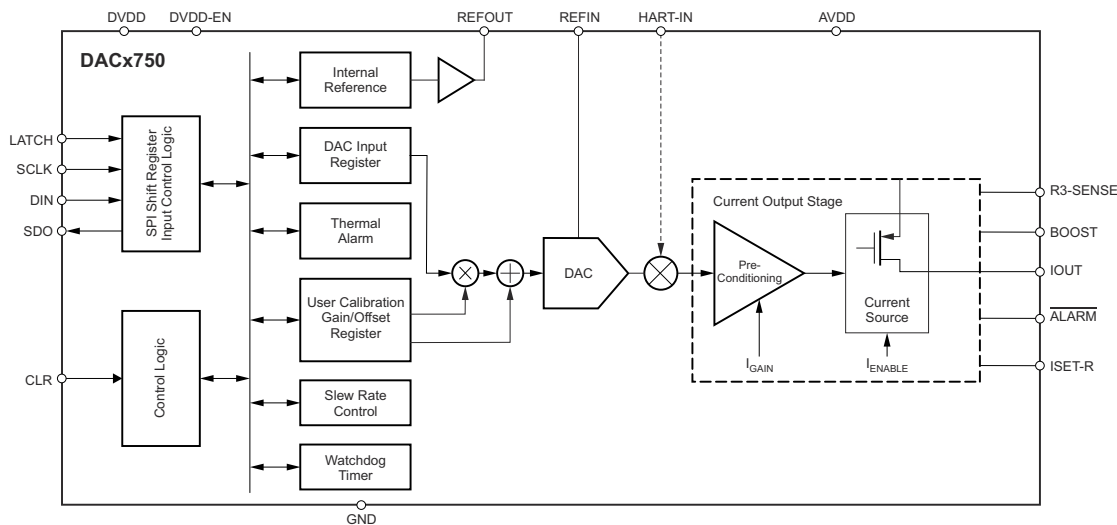 DVDD
DVDD-EN
REFOUT
REFIN
HART-IN
AVDD
DACx750
Internal
Reference
LATCH
SCLK
DIN
SDO
SPI Shift Register
Input Control Logic
DAC Input
Register
Thermal
Alarm
User Calibration
Gain/Offset
Register
DAC
Current Output Stage
Pre-
Conditioning
Current
Source
IGAIN
IENABLE
R3-SENSE
BOOST
IOUT
ALARM
ISET-R
CLR
Control Logic
Slew Rate
Control
Watchdog
Timer
GND